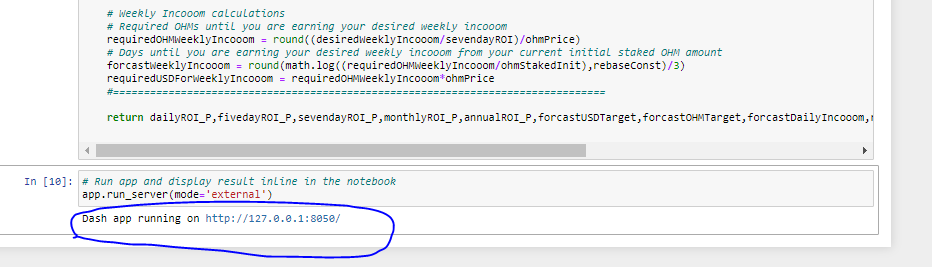 # Weekly Incooom calculations
# Required OHMs until you are earning your desired weekly incooom
requiredOHMWeeklyIncooom = round((desiredWeeklyIncooom/sevendayROI)/ohmPrice)
# Days until you are earning your desired weekly incooom from your current initial staked OHM amount
forcastWeeklyIncooom = round(math.log((requiredOHMWeeklyIncooom/ohmStakedInit),rebaseConst)/3)
requiredUSDForWeeklyIncooom = requiredOHMWeeklyIncooom*ohmPrice
#================================================================================
return dailyROI_P,fivedayROI_P,sevendayROI_P,monthlyROI_P,annualROI_P,forcastUSDTarget,forcastOHMTarget,forcastDailyIncooom,
In [10]: # Run app and display result inline in the notebook
app.run_server(mode='external')
Dash app running on http://127.0.0.1:8050/